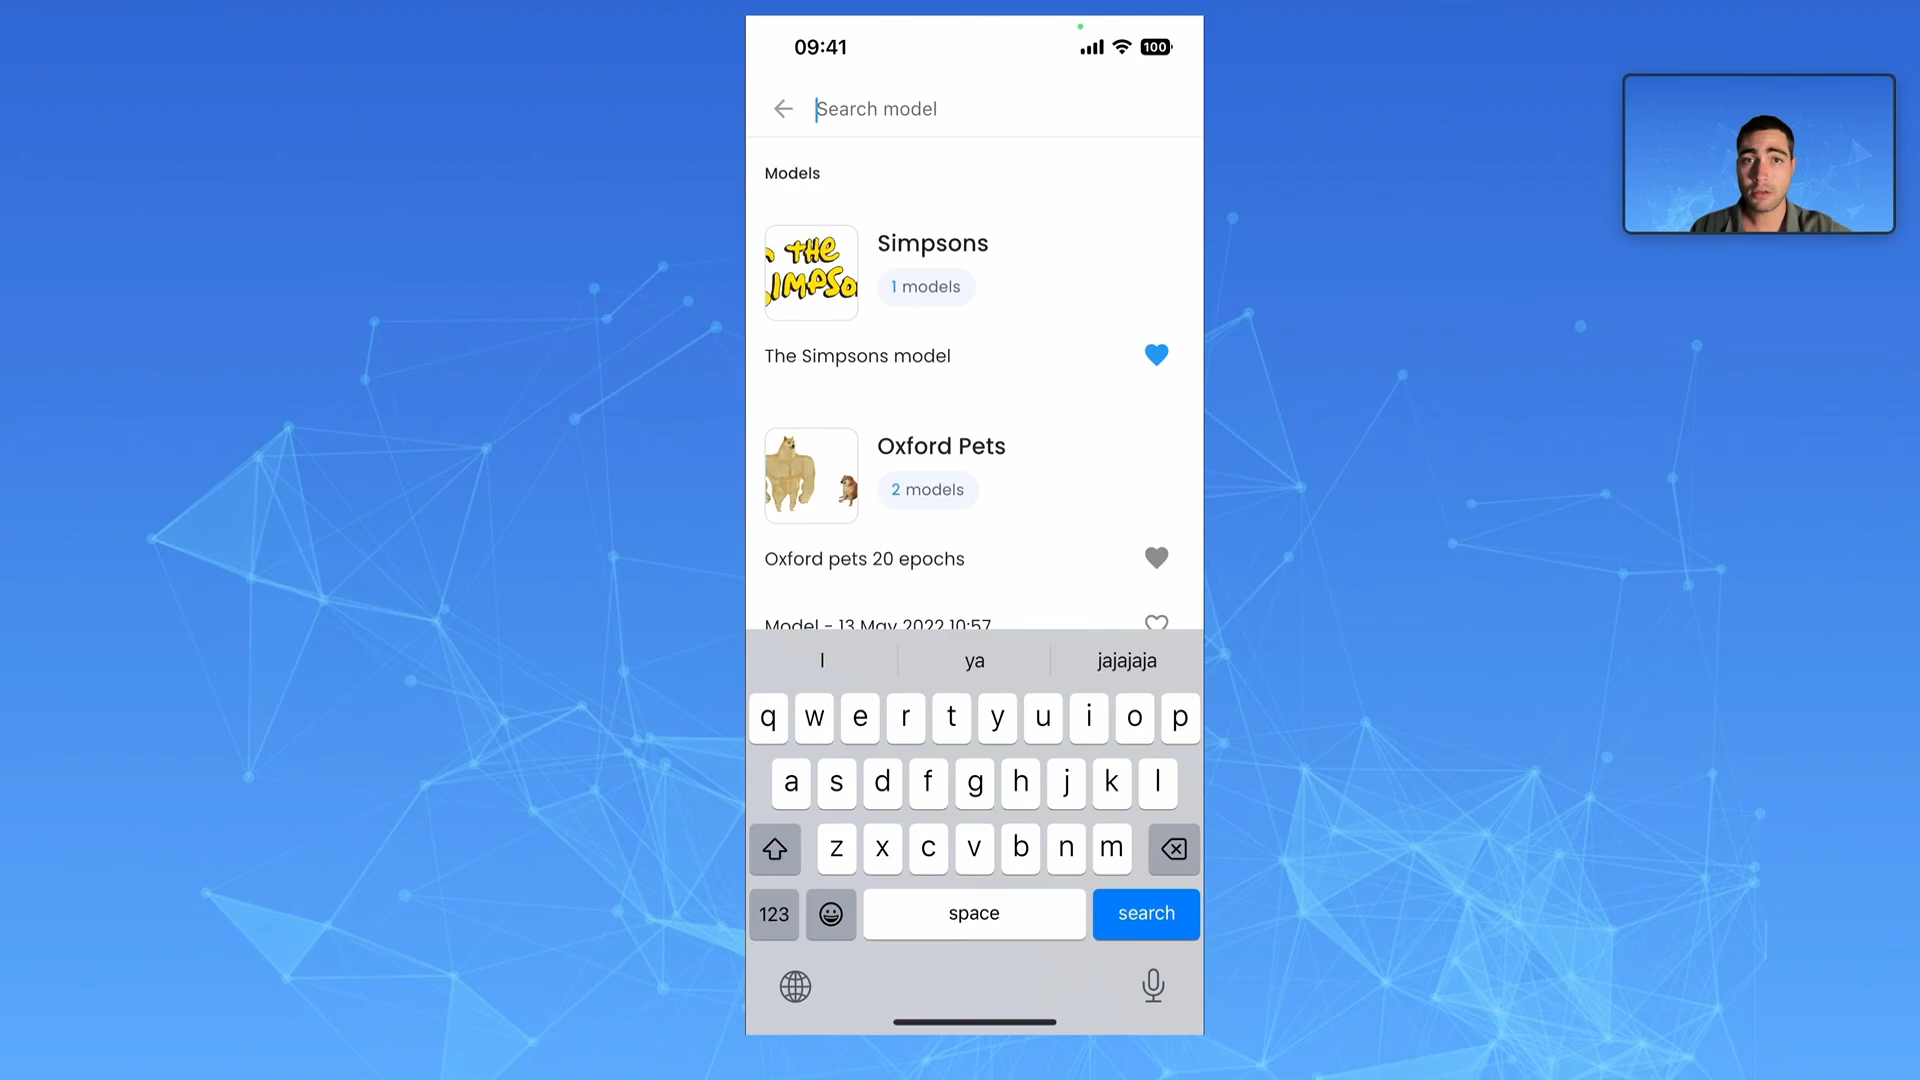 09:41
100
Search model
Models
THE
Simpsons
1 models
The Simpsons model
Oxford Pets
2 models
Oxford pets 20 epochs
Model - 13 May 2022 10:57
I ya jajajaja
q w e r t y u i o p
a s d f g h j k l
z x c v b n m
123 space search